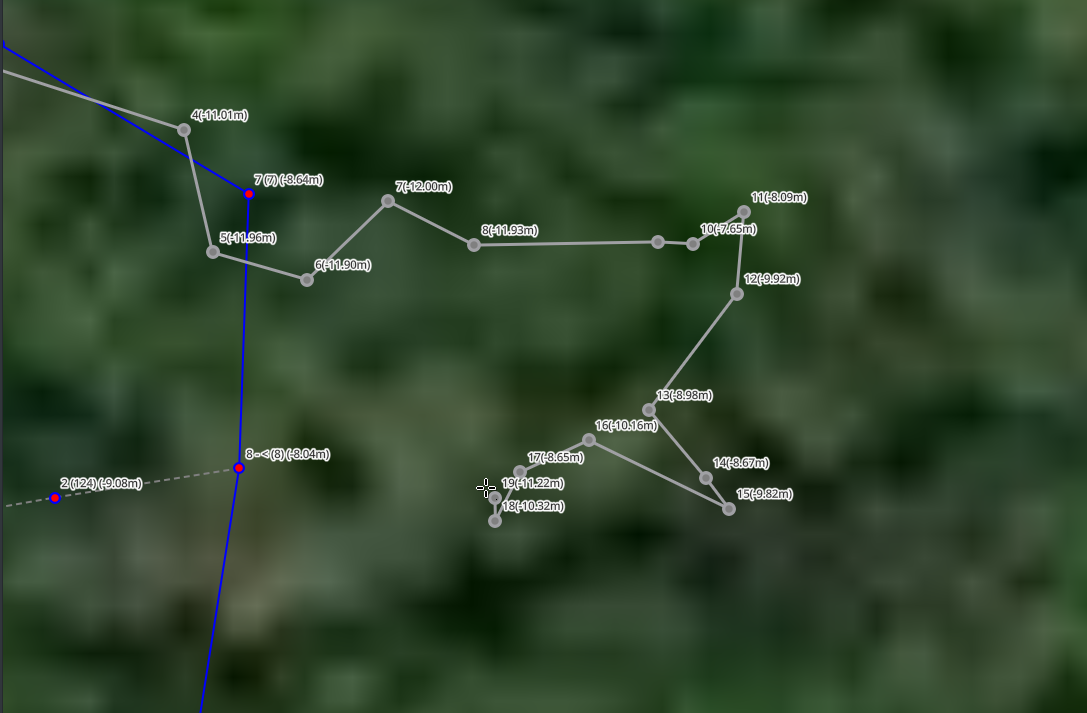 4(-11.01m)
7 (7) (-8.64m)
7(-12.00m)
11(-8.09m)
8(-11.93m)
10(-7.65m)
5(-11.96m)
6(-11.90m)
12(-9.92m)
13(-8.98m)
16(-10.16m)
8 -< (8) (-8.04m)
17(-8.65m)
14(-8.67m)
2 (124) (-9.08m)
19(-11.22m)
15(-9.82m)
18(-10.32m)